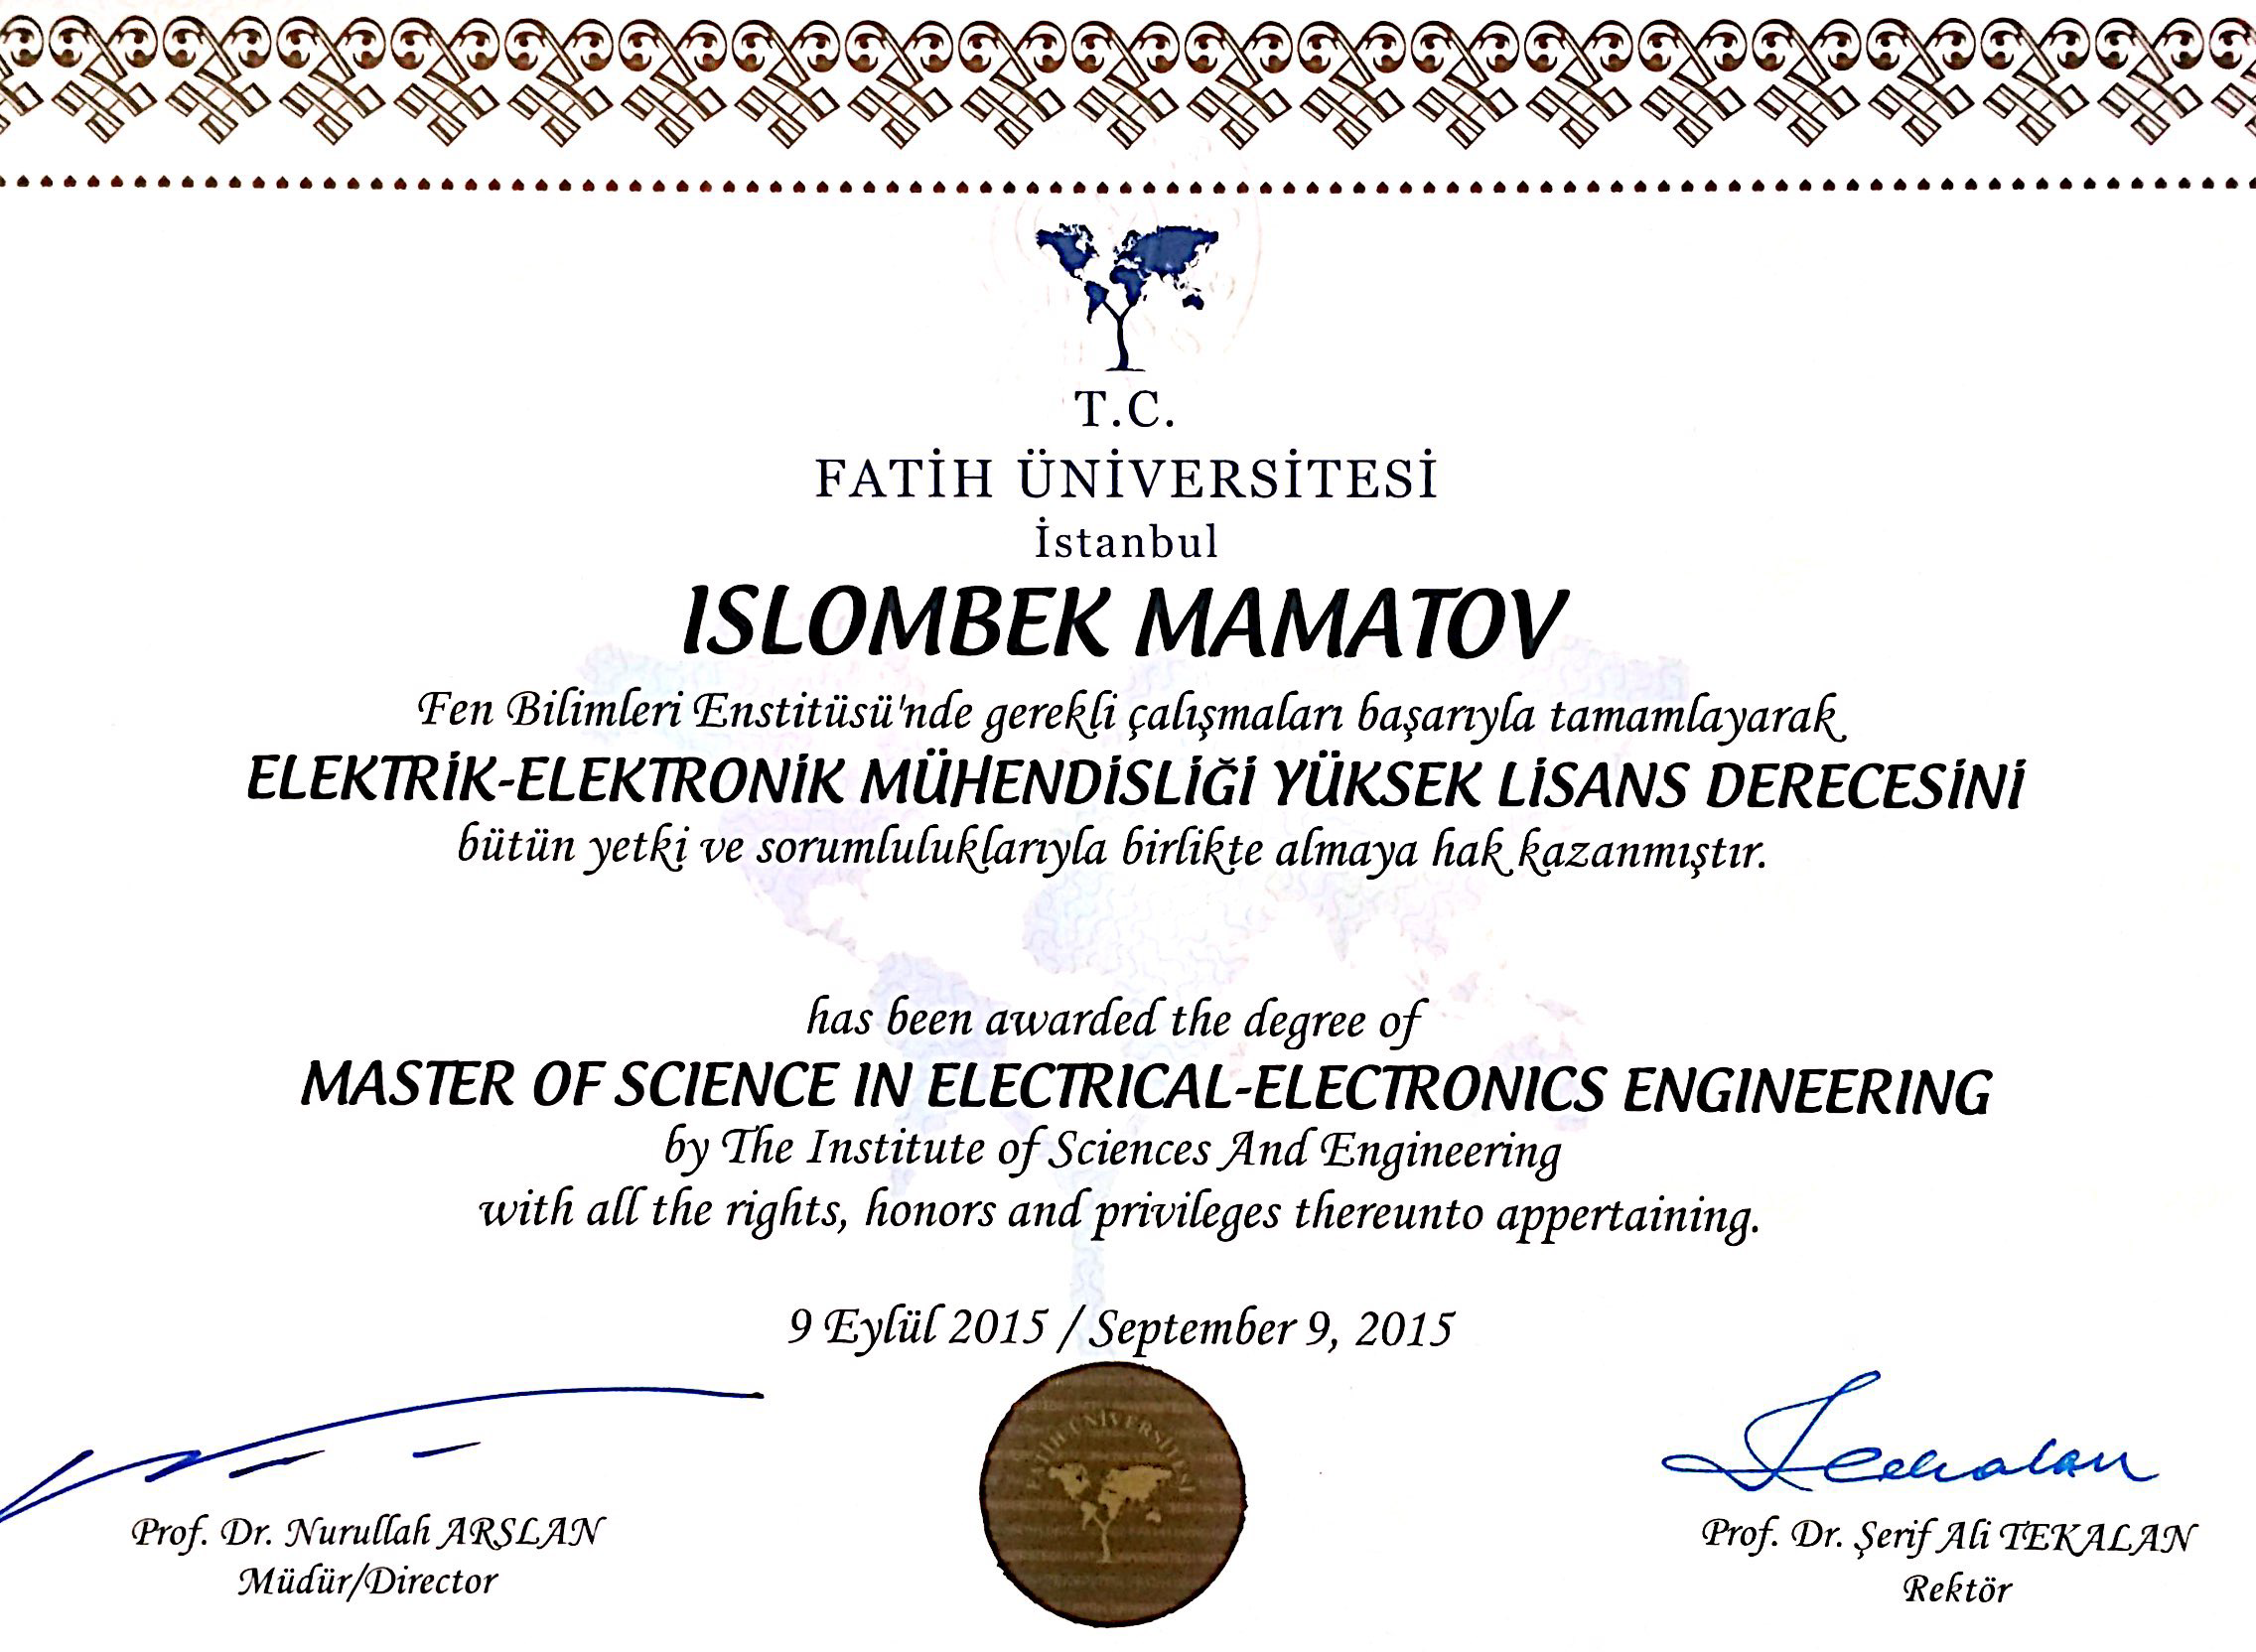 T.C.
FATİH ÜNİVERSİTESİ
İstanbul
ISLOMBEK MAMATOV
Fen Bilimleri Enstitüsü'nde gerekli çalışmaları başarıyla tamamlayarak
ELEKTRİK-ELEKTRONİK MÜHENDİSLİĞİ YÜKSEK LİSANS DERECESİNİ
bütün yetki ve sorumluluklarıyla birlikte almaya hak kazanmıştır.
has been awarded the degree of
MASTER OF SCIENCE IN ELECTRICAL-ELECTRONICS ENGINEERING
by The Institute of Sciences And Engineering
with all the rights, honors and privileges thereunto appertaining.
9 Eylül 2015 / September 9, 2015
FATİH ÜNİVERSİTESİ
Tekalan
Prof. Dr. Nurullah ARSLAN
Müdür/Director
Prof. Dr. Şerif Ali TEKALAN
Rektör